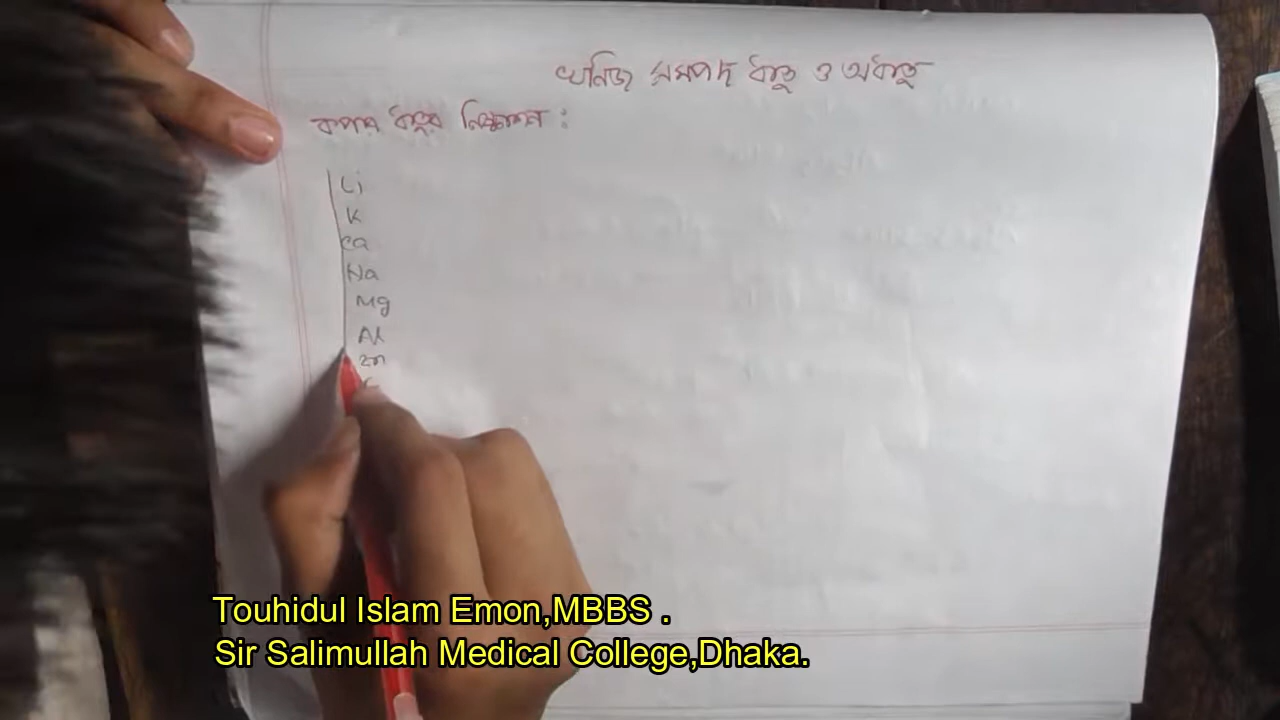 খনিজ সম্পদ ধাতু ও অধাতু
কপার ধাতুর নিষ্কাশন :
Li
K
Ca
Na
Mg
Al
Zn
Touhidul Islam Emon,MBBS .
Sir Salimullah Medical College,Dhaka.